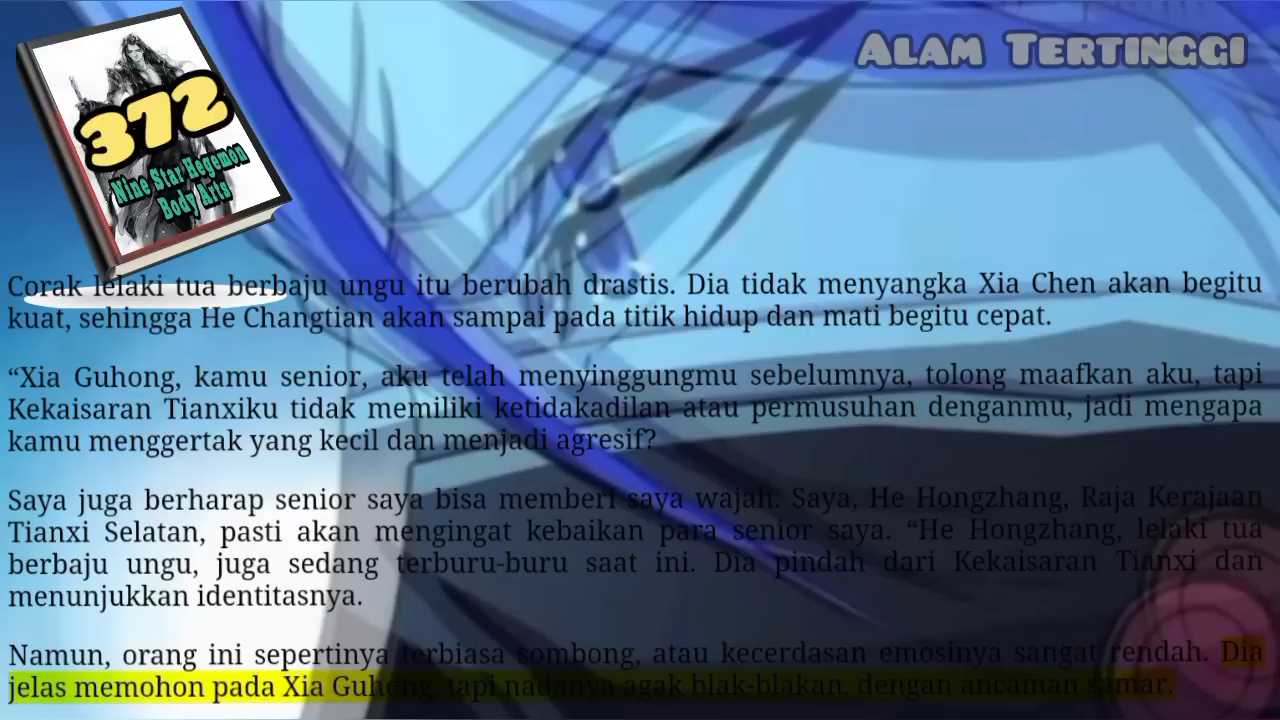 ALAM TERTINGGI
372
Nine Star Hegemon
Body Arts
Corak lelaki tua berbaju ungu itu berubah drastis. Dia tidak menyangka Xia Chen akan begitu
kuat, sehingga He Changtian akan sampai pada titik hidup dan mati begitu cepat.
“Xia Guhong, kamu senior, aku telah menyinggungmu sebelumnya, tolong maafkan aku, tapi
Kekaisaran Tianxiku tidak memiliki ketidakadilan atau permusuhan denganmu, jadi mengapa
kamu menggertak yang kecil dan menjadi agresif?
Saya juga berharap senior saya bisa memberi saya wajah. Saya, He Hongzhang, Raja Kerajaan
Tianxi Selatan, pasti akan mengingat kebaikan para senior saya. “He Hongzhang, lelaki tua
berbaju ungu, juga sedang terburu-buru saat ini. Dia pindah dari Kekaisaran Tianxi dan
menunjukkan identitasnya.
Namun, orang ini sepertinya terbiasa sombong, atau kecerdasan emosinya sangat rendah. Dia
jelas memohon pada Xia Guhong, tapi nadanya agak blak-blakan, dengan ancaman samar.